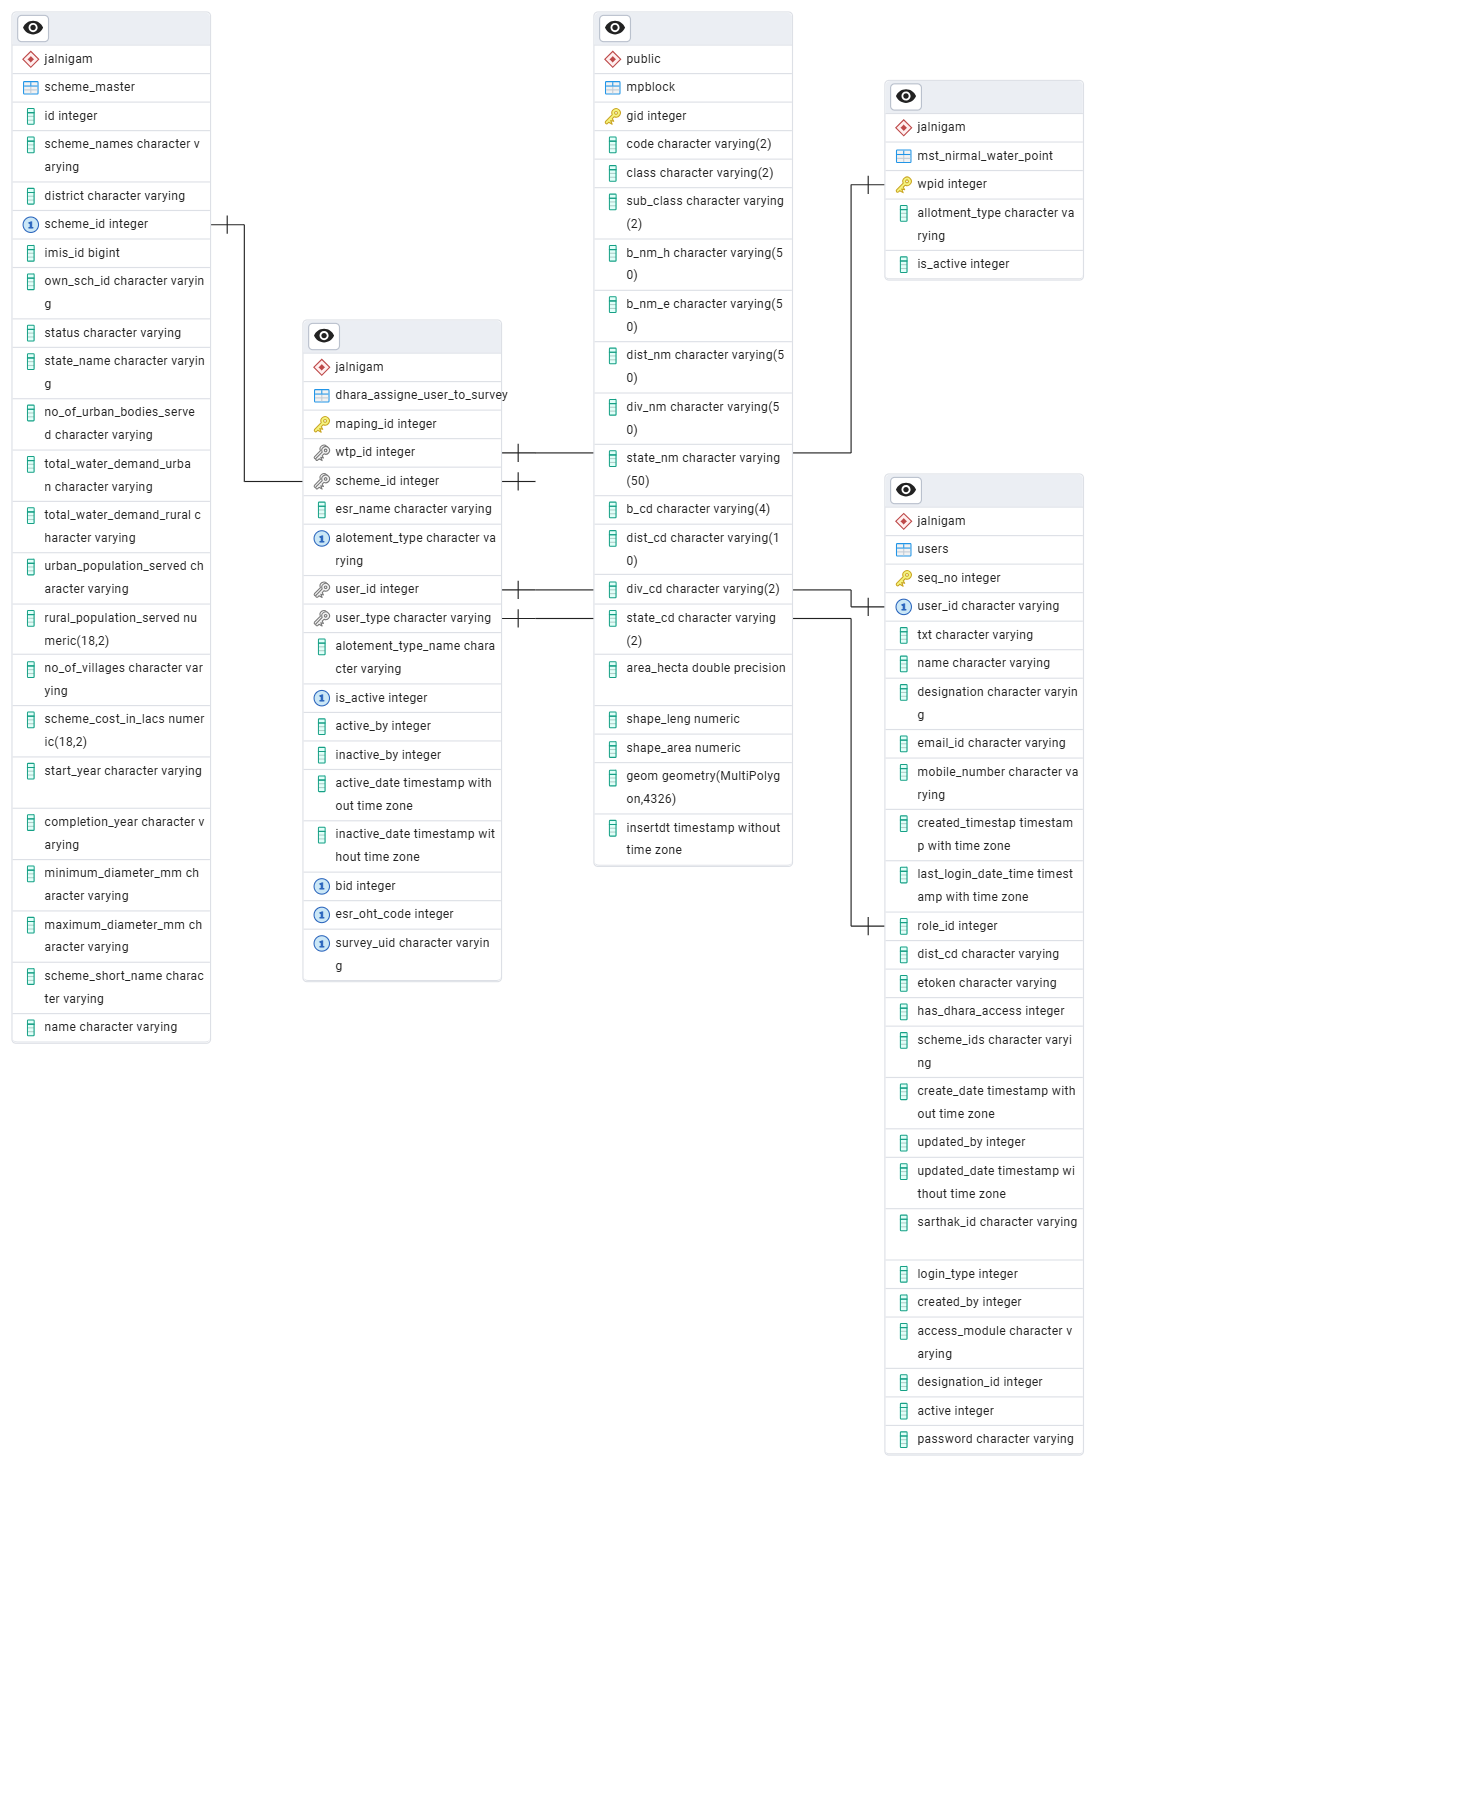 jalnigam
scheme_master
id integer
scheme_names character v
arying
district character varying
scheme_id integer
imis_id bigint
own_sch_id character varyin
g
status character varying
state_name character varyin
g
no_of_urban_bodies_serve
d character varying
total_water_demand_urba
n character varying
total_water_demand_rural c
haracter varying
urban_population_served ch
aracter varying
rural_population_served nu
meric(18,2)
no_of_villages character var
ying
scheme_cost_in_lacs numer
ic(18,2)
start_year character varying
completion_year character v
arying
minimum_diameter_mm ch
aracter varying
maximum_diameter_mm ch
aracter varying
scheme_short_name charac
ter varying
name character varying
jalnigam
dhara_assigne_user_to_survey
maping_id integer
wtp_id integer
scheme_id integer
esr_name character varying
alotement_type character va
rying
user_id integer
user_type character varying
alotement_type_name chara
cter varying
is_active integer
active_by integer
inactive_by integer
active_date timestamp with
out time zone
inactive_date timestamp wit
hout time zone
bid integer
esr_oht_code integer
survey_uid character varyin
g
public
mpblock
gid integer
code character varying(2)
class character varying(2)
sub_class character varying
(2)
b_nm_h character varying(5
0)
b_nm_e character varying(5
0)
dist_nm character varying(5
0)
div_nm character varying(5
0)
state_nm character varying
(50)
b_cd character varying(4)
dist_cd character varying(1
0)
div_cd character varying(2)
state_cd character varying
(2)
area_hecta double precision
shape_leng numeric
shape_area numeric
geom geometry(MultiPolyg
on,4326)
insertdt timestamp without
time zone
jalnigam
mst_nirmal_water_point
wpid integer
allotment_type character va
rying
is_active integer
jalnigam
users
seq_no integer
user_id character varying
txt character varying
name character varying
designation character varyin
g
email_id character varying
mobile_number character va
rying
created_timestap timestam
p with time zone
last_login_date_time timest
amp with time zone
role_id integer
dist_cd character varying
etoken character varying
has_dhara_access integer
scheme_ids character varyi
ng
create_date timestamp with
out time zone
updated_by integer
updated_date timestamp wi
thout time zone
sarthak_id character varying
login_type integer
created_by integer
access_module character v
arying
designation_id integer
active integer
password character varying